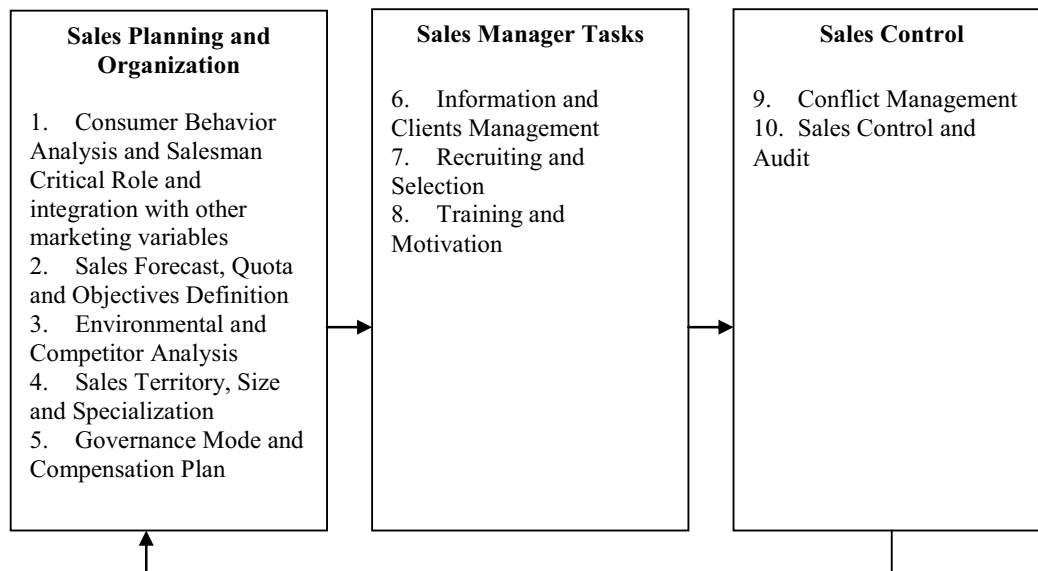 Sales Planning and
Organization
1. Consumer Behavior
Analysis and Salesman
Critical Role and
integration with other
marketing variables
2. Sales Forecast, Quota
and Objectives Definition
3. Environmental and
Competitor Analysis
4. Sales Territory, Size
and Specialization
5. Governance Mode and
Compensation Plan
Sales Manager Tasks
6. Information and
Clients Management
7. Recruiting and
Selection
8. Training and
Motivation
Sales Control
9. Conflict Management
10. Sales Control and
Audit